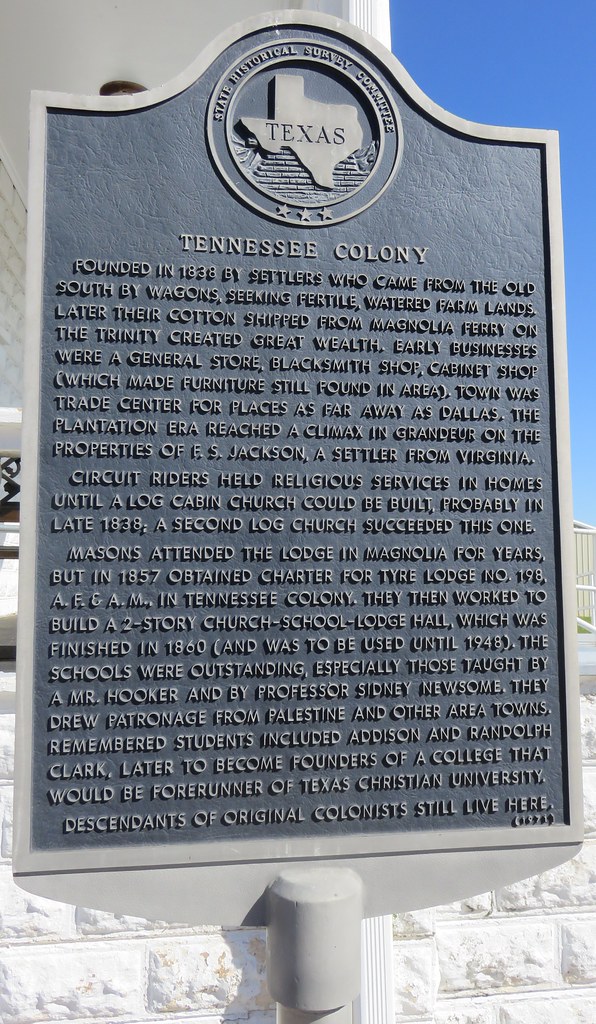 STATE HISTORICAL SURVEY COMMITTEE
TEXAS
TENNESSEE COLONY
FOUNDED IN 1838 BY SETTLERS WHO CAME FROM THE OLD
SOUTH BY WAGONS, SEEKING FERTILE, WATERED FARM LANDS.
LATER THEIR COTTON SHIPPED FROM MAGNOLIA FERRY ON
THE TRINITY CREATED GREAT WEALTH. EARLY BUSINESSES
WERE A GENERAL STORE, BLACKSMITH SHOP, CABINET SHOP
(WHICH MADE FURNITURE STILL FOUND IN AREA). TOWN WAS
TRADE CENTER FOR PLACES AS FAR AWAY AS DALLAS. THE
PLANTATION ERA REACHED A CLIMAX IN GRANDEUR ON THE
PROPERTIES OF F. S. JACKSON, A SETTLER FROM VIRGINIA.
CIRCUIT RIDERS HELD RELIGIOUS SERVICES IN HOMES
UNTIL A LOG CABIN CHURCH COULD BE BUILT, PROBABLY IN
LATE 1838; A SECOND LOG CHURCH SUCCEEDED THIS ONE.
MASONS ATTENDED THE LODGE IN MAGNOLIA FOR YEARS,
BUT IN 1857 OBTAINED CHARTER FOR TYRE LODGE NO. 198,
A. F. & A. M., IN TENNESSEE COLONY. THEY THEN WORKED TO
BUILD A 2-STORY CHURCH-SCHOOL-LODGE HALL, WHICH WAS
FINISHED IN 1860 (AND WAS TO BE USED UNTIL 1948). THE
SCHOOLS WERE OUTSTANDING, ESPECIALLY THOSE TAUGHT BY
A MR. HOOKER AND BY PROFESSOR SIDNEY NEWSOME. THEY
DREW PATRONAGE FROM PALESTINE AND OTHER AREA TOWNS.
REMEMBERED STUDENTS INCLUDED ADDISON AND RANDOLPH
CLARK, LATER TO BECOME FOUNDERS OF A COLLEGE THAT
WOULD BE FORERUNNER OF TEXAS CHRISTIAN UNIVERSITY.
DESCENDANTS OF ORIGINAL COLONISTS STILL LIVE HERE.